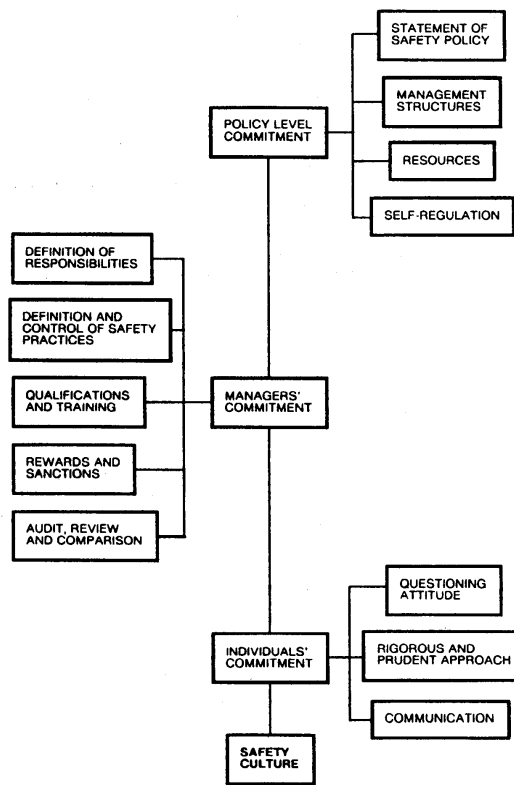 STATEMENT OF
SAFETY POLICY
MANAGEMENT
STRUCTURES
POLICY LEVEL
COMMITMENT
RESOURCES
SELF-REGULATION
DEFINITION OF
RESPONSIBILITIES
DEFINITION AND
CONTROL OF SAFETY
PRACTICES
QUALIFICATIONS
AND TRAINING
MANAGERS'
COMMITMENT
REWARDS AND
SANCTIONS
AUDIT, REVIEW
AND COMPARISON
QUESTIONING
ATTITUDE
INDIVIDUALS'
COMMITMENT
RIGOROUS AND
PRUDENT APPROACH
COMMUNICATION
SAFETY
CULTURE